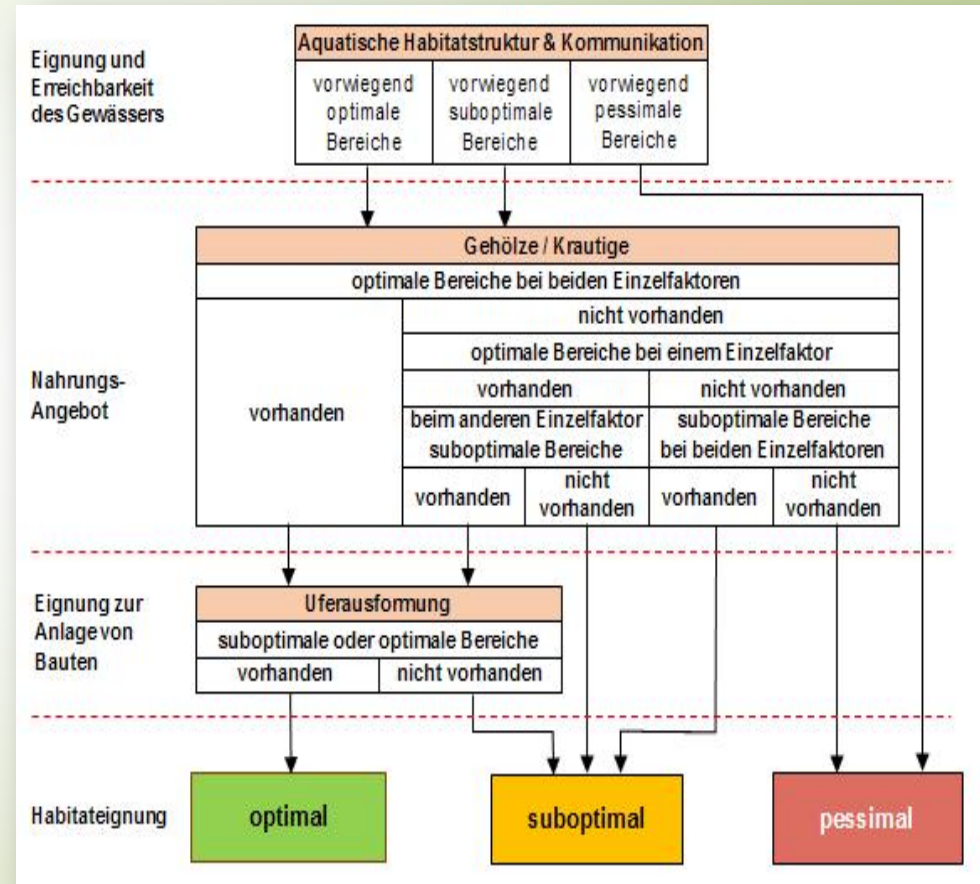 Eignung und
Erreichbarkeit
des Gewässers
Aquatische Habitatstruktur & Kommunikation
vorwiegend
optimale
Bereiche
vorwiegend
suboptimale
Bereiche
vorwiegend
pessimale
Bereiche
Nahrungs-
Angebot
Gehölze / Krautige
optimale Bereiche bei beiden Einzelfaktoren
vorhanden
nicht vorhanden
optimale Bereiche bei einem Einzelfaktor
vorhanden
nicht vorhanden
beim anderen Einzelfaktor
suboptimale Bereiche
suboptimale Bereiche
bei beiden Einzelfaktoren
vorhanden
nicht
vorhanden
vorhanden
nicht
vorhanden
Eignung zur
Anlage von
Bauten
Uferausformung
suboptimale oder optimale Bereiche
vorhanden
nicht vorhanden
Habitateignung
optimal
suboptimal
pessimal